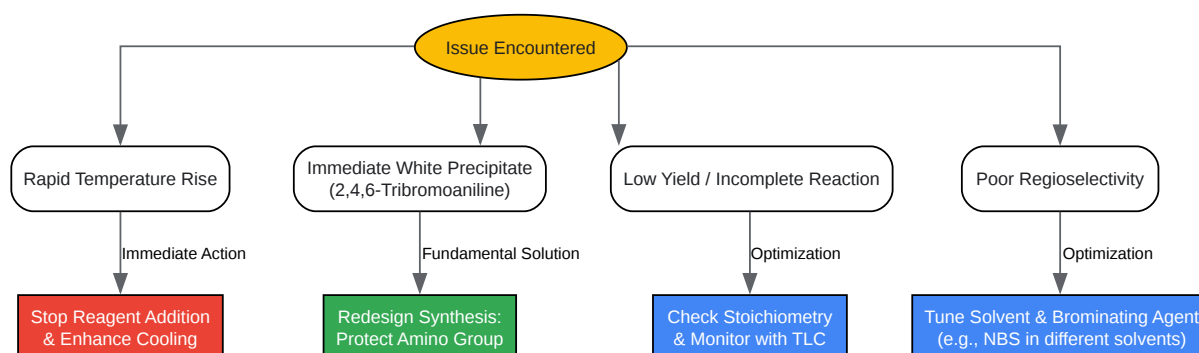 Issue Encountered
Rapid Temperature Rise
Immediate White Precipitate
(2,4,6-Tribromoaniline)
Low Yield / Incomplete Reaction
Poor Regioselectivity
Immediate Action
Fundamental Solution
Optimization
Optimization
Stop Reagent Addition
& Enhance Cooling
Redesign Synthesis:
Protect Amino Group
Check Stoichiometry
& Monitor with TLC
Tune Solvent & Brominating Agent
(e.g., NBS in different solvents)